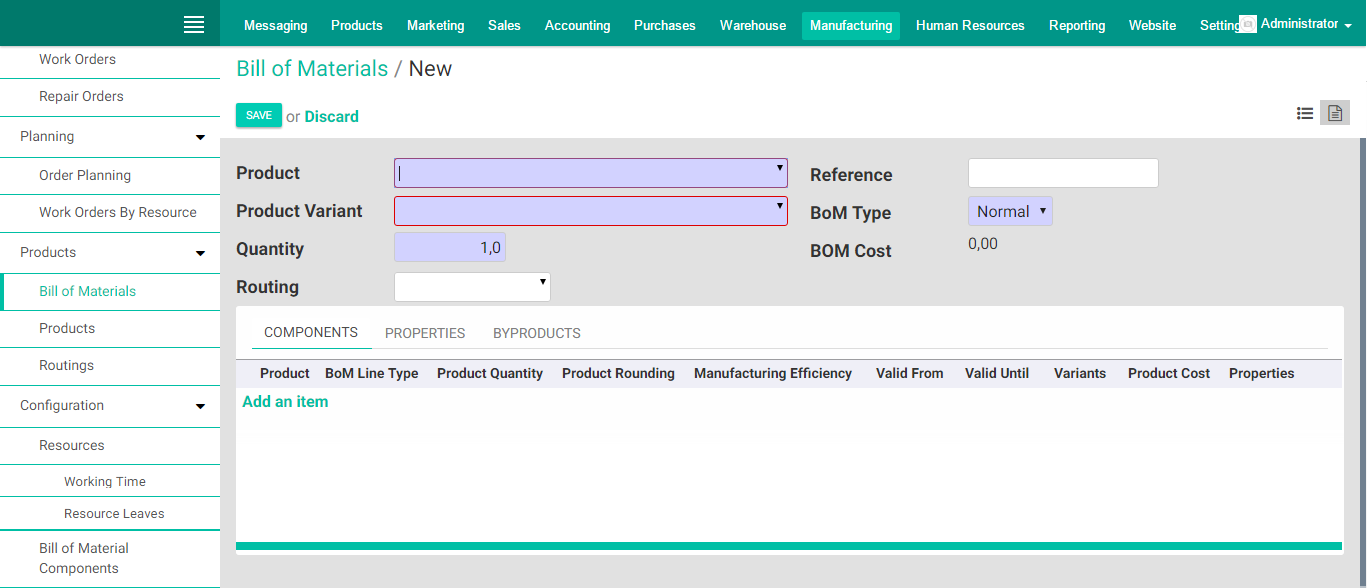 Messaging Products Marketing Sales Accounting Purchases Warehouse Manufacturing Human Resources Reporting Website Setting Administrator
Work Orders
Repair Orders
Planning
Order Planning
Work Orders By Resource
Products
Bill of Materials
Products
Routings
Configuration
Resources
Working Time
Resource Leaves
Bill of Material
Components
Bill of Materials / New
SAVE or Discard
Product
Reference
Product Variant
BoM Type Normal
Quantity 1,0
BOM Cost 0,00
Routing
COMPONENTS PROPERTIES BYPRODUCTS
Product BoM Line Type Product Quantity Product Rounding Manufacturing Efficiency Valid From Valid Until Variants Product Cost Properties
Add an item